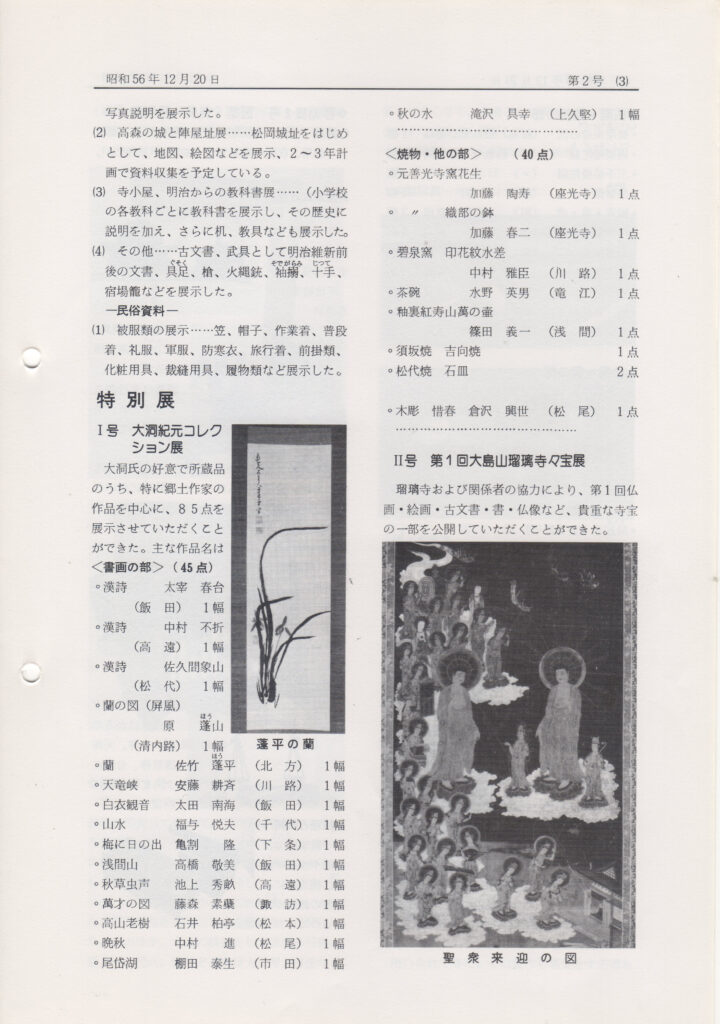 昭和56年12月20日
第2号 (3)
写真説明を展示した。
(2) 高森の城と陣屋址展……松岡城址をはじめ
として、地図、絵図などを展示、2〜3年計
画で資料収集を予定している。
(3) 寺小屋、明治からの教科書展……(小学校
の各教科ごとに教科書を展示し、その歴史に
説明を加え、さらに机、教具なども展示した。
(4) その他……古文書、武具として明治維新前
ぐそく そでがらみ じって
後の文書、具足、槍、火縄銃、袖搦、十手、
宿場籠などを展示した。
―民俗資料―
(1) 被服類の展示……笠、帽子、作業着、普段
着、礼服、軍服、防寒衣、旅行着、前掛類、
化粧用具、裁縫用具、履物類など展示した。
特別展
I号 大洞紀元コレク
ション展
大洞氏の好意で所蔵品
のうち、特に郷土作家の
作品を中心に、85点を
展示させていただくこと
ができた。主な作品名は
<書画の部>(45点)
○漢詩 太宰 春台
(飯田) 1幅
○漢詩 中村 不折
(高遠) 1幅
○漢詩 佐久間象山
(松代) 1幅
○蘭の図(屏風)
ほう
原 蓬山
(清内路) 1幅
蓬平の蘭
ほう
○蘭 佐竹 蓬平 (北方) 1幅
○天竜峡 安藤 耕斉 (川路) 1幅
○白衣観音 太田 南海 (飯田) 1幅
○山水 福与 悦夫 (千代) 1幅
○梅に日の出 亀割 隆 (下条) 1幅
○浅間山 高橋 敬美 (飯田) 1幅
○秋草虫声 池上 秀畝 (高遠) 1幅
○萬才の図 藤森 素蘖 (諏訪) 1幅
○高山老樹 石井 柏亭 (松本) 1幅
○晩秋 中村 進 (松尾) 1幅
○尾岱湖 棚田 泰生 (市田) 1幅
○秋の水 滝沢 具幸 (上久堅) 1幅
……………………………
<焼物・他の部> (40点)
○元善光寺窯花生
加藤 陶寿 (座光寺) 1点
○ 〃 織部の鉢
加藤 春二 (座光寺) 1点
○碧泉窯 印花紋水差
中村 雅臣 (川路) 1点
○茶碗 水野 英男 (竜江) 1点
○釉裏紅寿山萬の壷
篠田 義一 (浅間) 1点
○須坂焼 吉向焼 1点
○松代焼 石皿 2点
○木彫 惜春 倉沢 興世 (松尾) 1点
……………………………
II号 第1回大島山瑠璃寺々宝展
瑠璃寺および関係者の協力により、第1回仏
画・絵画・古文書・書・仏像など、貴重な寺宝
の一部を公開していただくことができた。
聖衆来迎の図